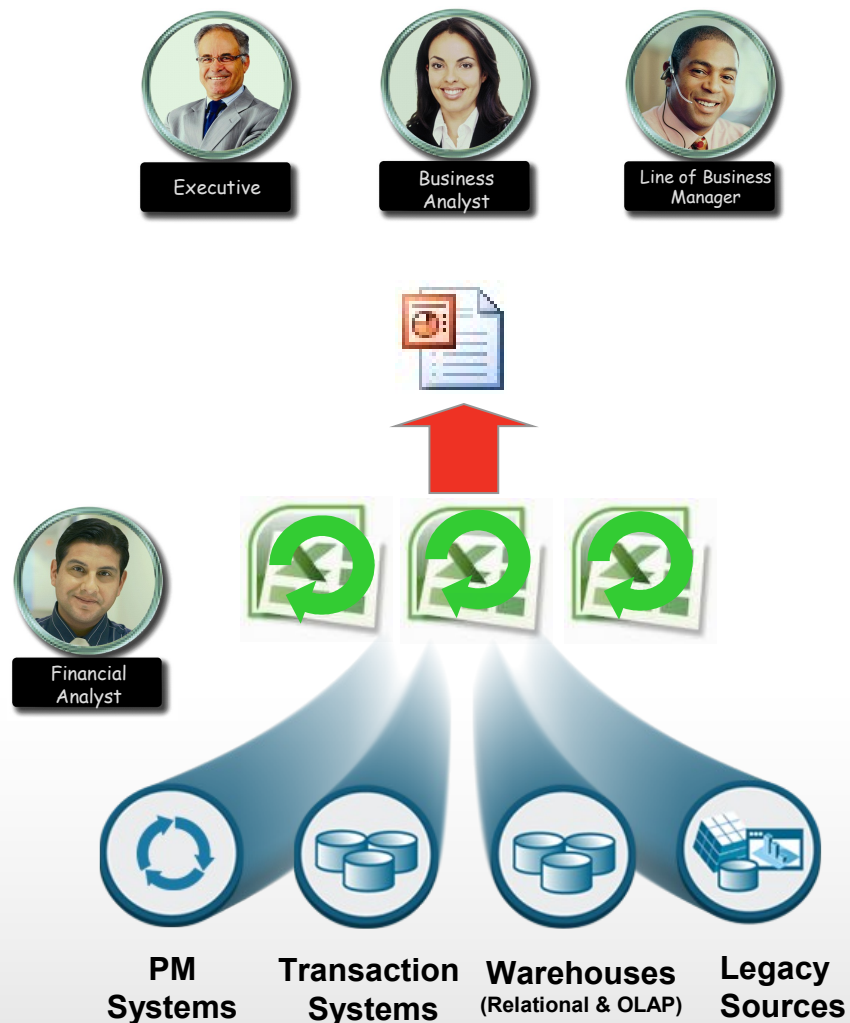 Executive
Business
Analyst
Line of Business
Manager
Financial
Analyst
PM
Systems
Transaction
Systems
Warehouses
(Relational & OLAP)
Legacy
Sources